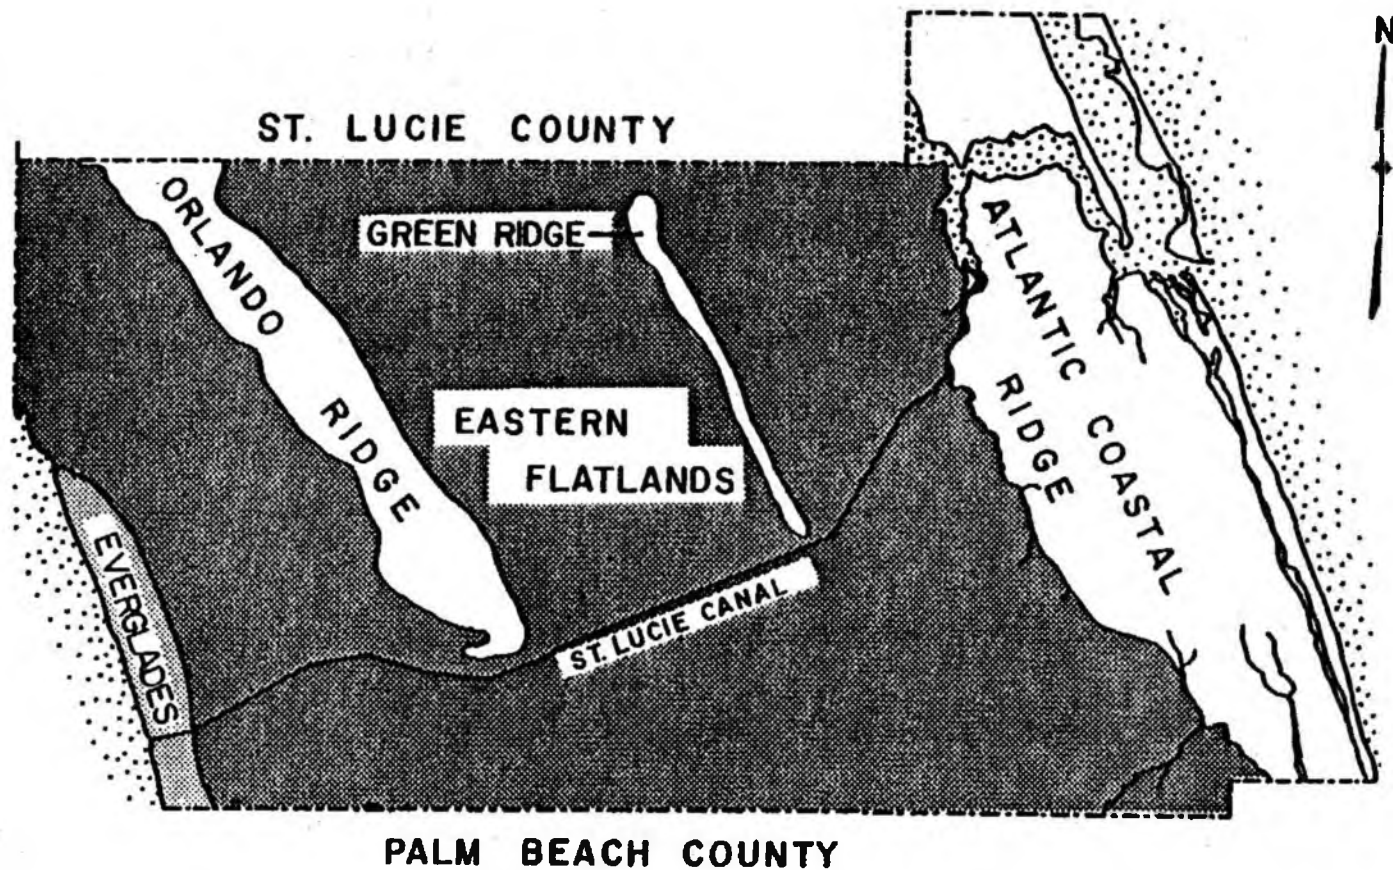 N
ST. LUCIE COUNTY
ORLANDO
RIDGE
GREEN RIDGE
EASTERN
FLATLANDS
ATLANTIC COASTAL
RIDGE
EVERGLADES
ST. LUCIE CANAL
PALM BEACH COUNTY